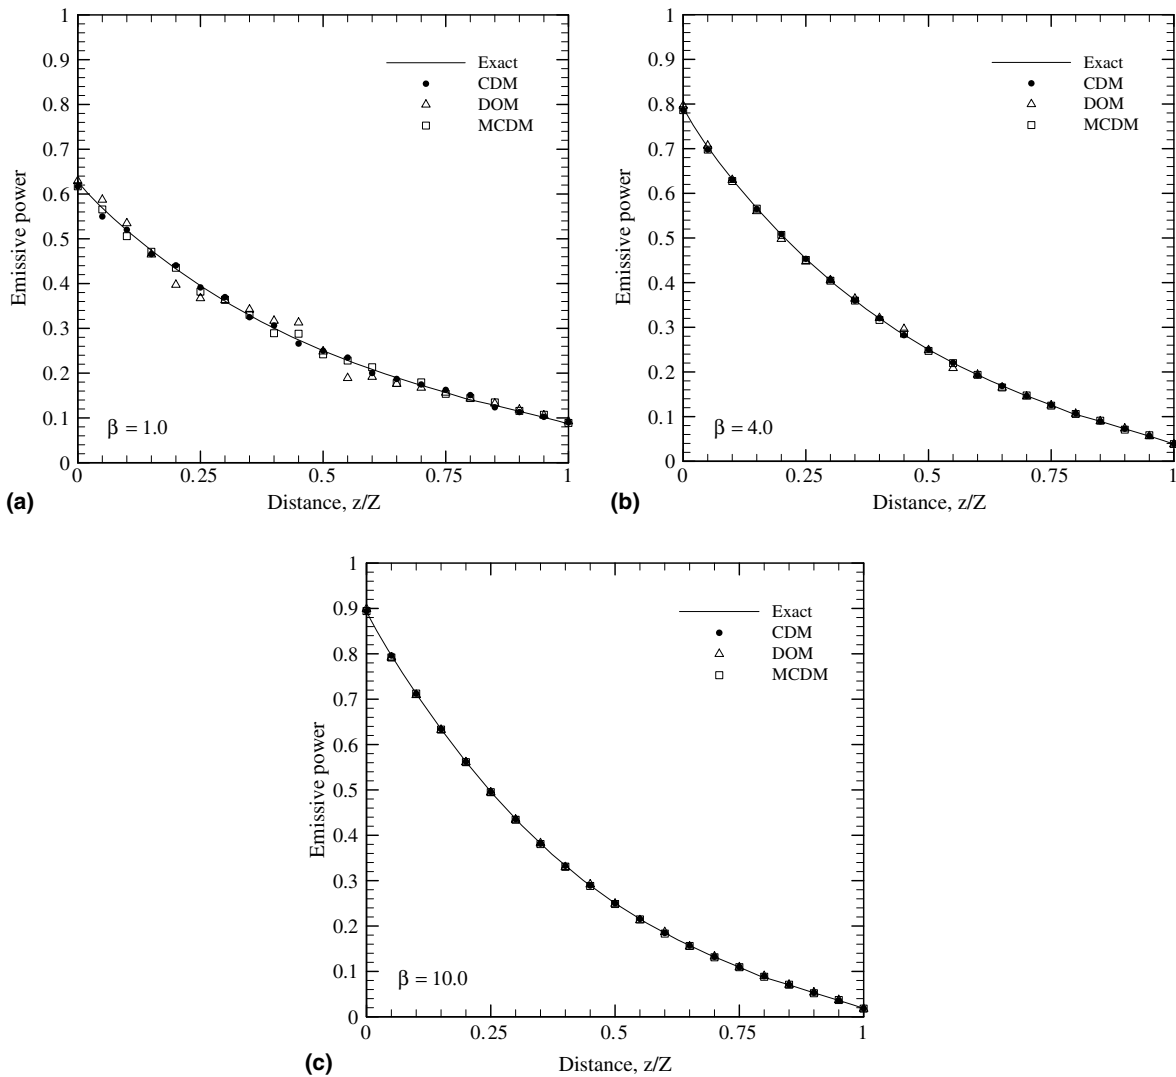 1
0.9
0.8
0.7
0.6
0.5
0.4
0.3
0.2
0.1
0
Emissive power
Exact
CDM
DOM
MCDM
β = 1.0
0 0.25 0.5 0.75 1
Distance, z/Z
(a)
1
0.9
0.8
0.7
0.6
0.5
0.4
0.3
0.2
0.1
0
Emissive power
Exact
CDM
DOM
MCDM
β = 4.0
0 0.25 0.5 0.75 1
Distance, z/Z
(b)
1
0.9
0.8
0.7
0.6
0.5
0.4
0.3
0.2
0.1
0
Emissive power
Exact
CDM
DOM
MCDM
β = 10.0
0 0.25 0.5 0.75 1
Distance, z/Z
(c)